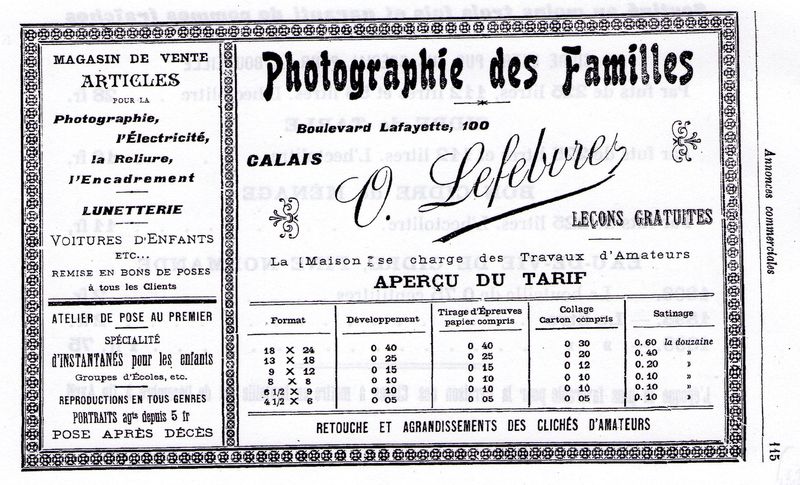 MAGASIN DE VENTE
ARTICLES
POUR LA
Photographie,
l'Électricité,
la Reliure,
l'Encadrement
LUNETTERIE
VOITURES D'ENFANTS
ETC...
REMISE EN BONS DE POSES
à tous les Clients
ATELIER DE POSE AU PREMIER
SPÉCIALITÉ
d'INSTANTANÉS pour les enfants
Groupes d'Écoles, etc.
REPRODUCTIONS EN TOUS GENRES
PORTRAITS agts depuis 5 fr
POSE APRÈS DÉCÈS
Photographie des Familles
Boulevard Lafayette, 100
CALAIS
O. Lefebvre
LEÇONS GRATUITES
La Maison se charge des Travaux d'Amateurs
APERÇU DU TARIF
Format Développement Tirage d'Épreuves papier compris Collage Carton compris Satinage
18 X 24 0 40 0 40 0 30 0.60 la douzaine
13 X 18 0 25 0 25 0 20 0.40 »
9 X 12 0 15 0 15 0 12 0.20 »
8 X 8 0 10 0 10 0 10 0.10 »
6 1/2 X 9 0 10 0 10 0 10 0.10 »
4 1/2 X 6 0 05 0 05 0 05 0.10 »
RETOUCHE ET AGRANDISSEMENTS DES CLICHÉS D'AMATEURS
Annonces commerciales
115